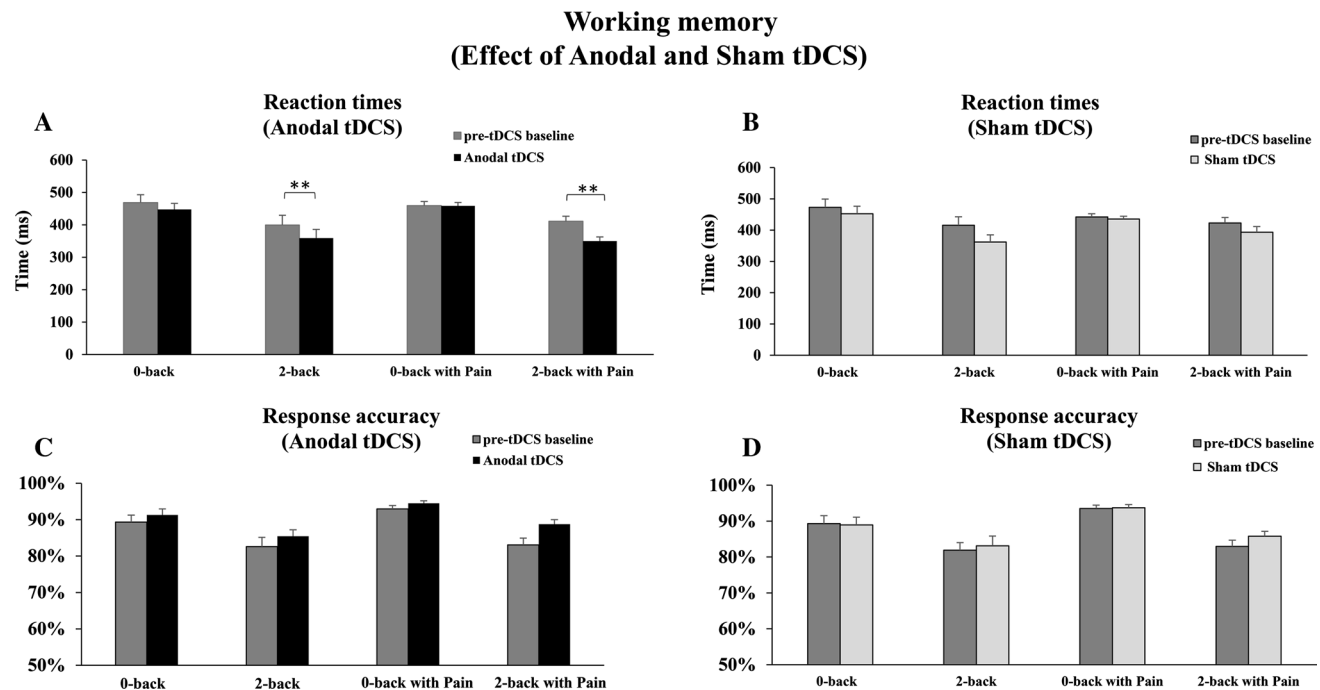 Working memory
(Effect of Anodal and Sham tDCS)
A
Reaction times
(Anodal tDCS)
pre-tDCS baseline
Anodal tDCS
600
500
400
300
200
100
0
Time (ms)
**
**
0-back
2-back
0-back with Pain
2-back with Pain
B
Reaction times
(Sham tDCS)
pre-tDCS baseline
Sham tDCS
600
500
400
300
200
100
0
Time (ms)
0-back
2-back
0-back with Pain
2-back with Pain
C
Response accuracy
(Anodal tDCS)
pre-tDCS baseline
Anodal tDCS
100%
90%
80%
70%
60%
50%
0-back
2-back
0-back with Pain
2-back with Pain
D
Response accuracy
(Sham tDCS)
pre-tDCS baseline
Sham tDCS
100%
90%
80%
70%
60%
50%
0-back
2-back
0-back with Pain
2-back with Pain